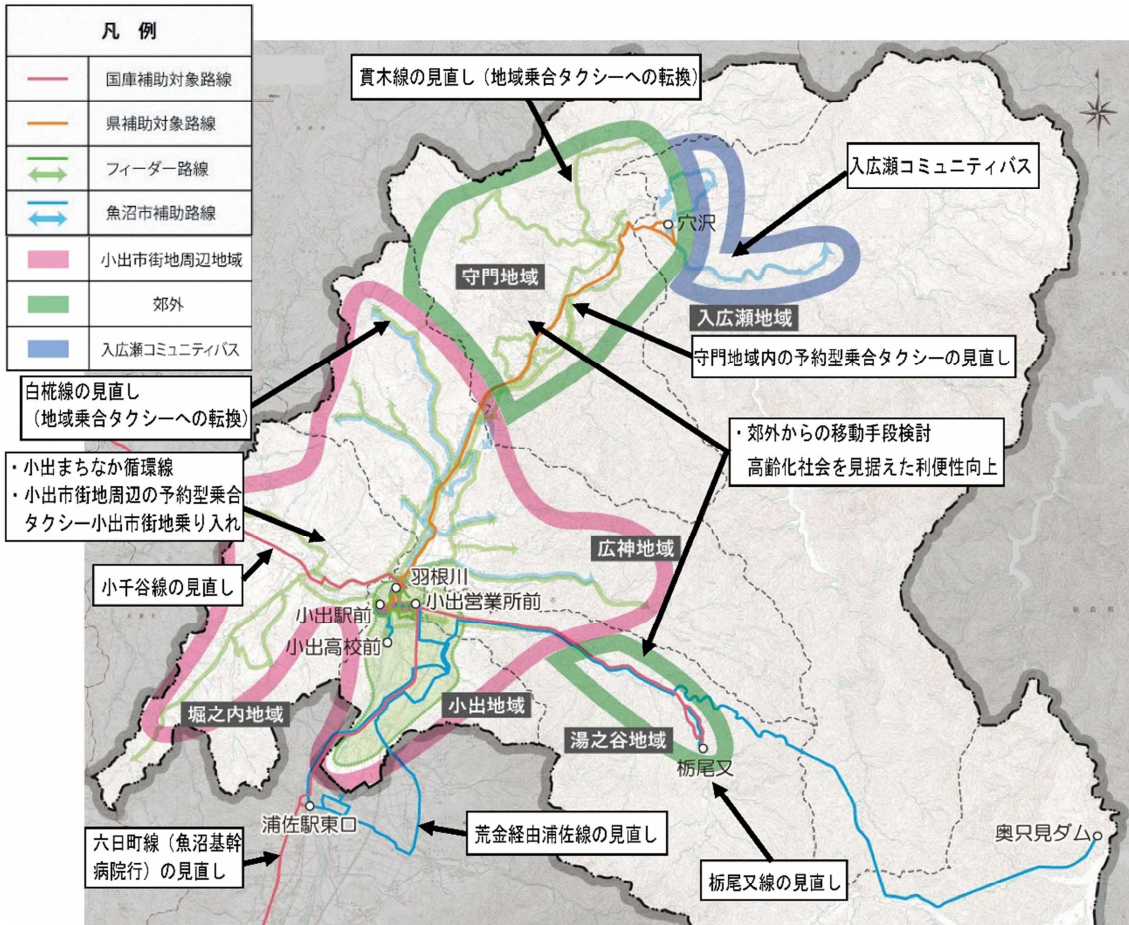 凡 例
国庫補助対象路線
県補助対象路線
フィーダー路線
魚沼市補助路線
小出市街地周辺地域
郊外
入広瀬コミュニティバス
貫木線の見直し（地域乗合タクシーへの転換）
入広瀬コミュニティバス
穴沢
守門地域
入広瀬地域
守門地域内の予約型乗合タクシーの見直し
白椛線の見直し
（地域乗合タクシーへの転換）
・郊外からの移動手段検討
高齢化社会を見据えた利便性向上
・小出まちなか循環線
・小出市街地周辺の予約型乗合
タクシー小出市街地乗り入れ
広神地域
小千谷線の見直し
羽根川
小出駅前
小出営業所前
小出高校前
堀之内地域
小出地域
湯之谷地域
栃尾又
浦佐駅東口
荒金経由浦佐線の見直し
奥只見ダム
六日町線（魚沼基幹
病院行）の見直し
栃尾又線の見直し